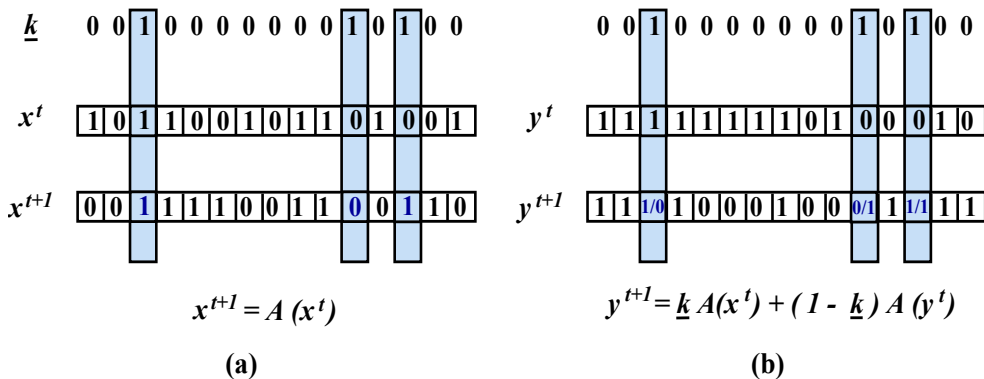 k 0 0 1 0 0 0 0 0 0 0 1 0 1 0 0
x^t 1 0 1 1 0 0 1 0 1 1 0 1 0 0 1
x^{t+1} 0 0 1 1 1 1 0 0 1 1 0 0 1 1 0
x^{t+1} = A (x^t)
(a)
0 0 1 0 0 0 0 0 0 0 1 0 1 0 0
y^t 1 1 1 1 1 1 1 1 0 1 0 0 0 1 0
y^{t+1} 1 1 1/0 1 0 0 0 1 0 0 0/1 1 1/1 1 1
y^{t+1} = k A(x^t) + ( 1 - k ) A (y^t)
(b)